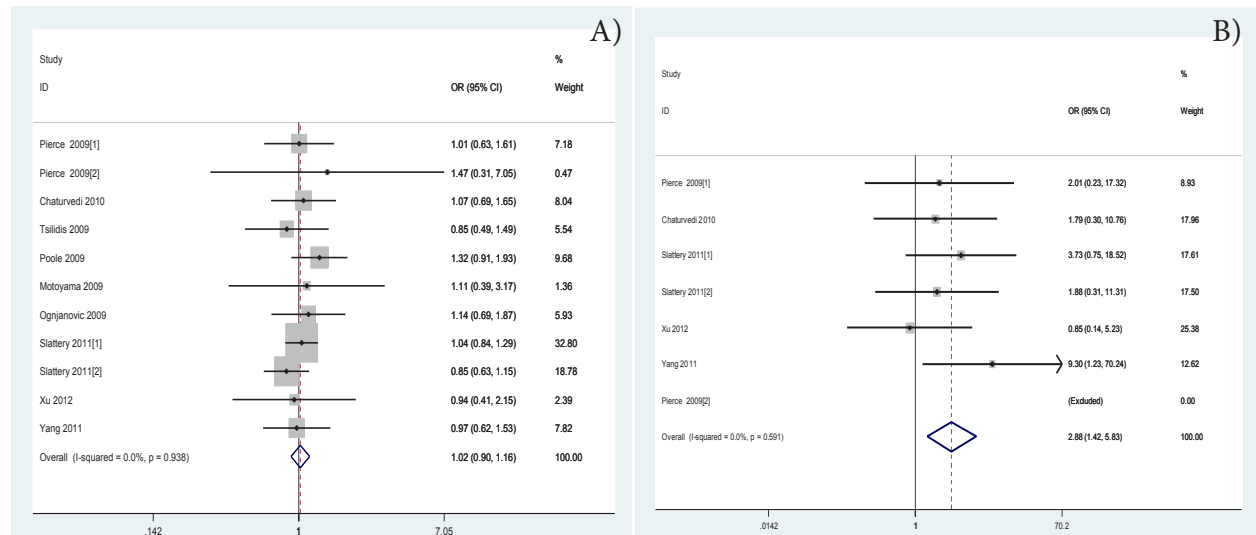 A)
Study %
ID OR (95% CI) Weight
Pierce 2009[1] 1.01 (0.63, 1.61) 7.18
Pierce 2009[2] 1.47 (0.31, 7.05) 0.47
Chaturvedi 2010 1.07 (0.69, 1.65) 8.04
Tsilidis 2009 0.85 (0.49, 1.49) 5.54
Poole 2009 1.32 (0.91, 1.93) 9.68
Motoyama 2009 1.11 (0.39, 3.17) 1.36
Ognjanovic 2009 1.14 (0.69, 1.87) 5.93
Slattery 2011[1] 1.04 (0.84, 1.29) 32.80
Slattery 2011[2] 0.85 (0.63, 1.15) 18.78
Xu 2012 0.94 (0.41, 2.15) 2.39
Yang 2011 0.97 (0.62, 1.53) 7.82
Overall (I-squared = 0.0%, p = 0.938) 1.02 (0.90, 1.16) 100.00
.142 1 7.05
B)
Study %
ID OR (95% CI) Weight
Pierce 2009[1] 2.01 (0.23, 17.32) 8.93
Chaturvedi 2010 1.79 (0.30, 10.76) 17.96
Slattery 2011[1] 3.73 (0.75, 18.52) 17.61
Slattery 2011[2] 1.88 (0.31, 11.31) 17.50
Xu 2012 0.85 (0.14, 5.23) 25.38
Yang 2011 9.30 (1.23, 70.24) 12.62
Pierce 2009[2] (Excluded) 0.00
Overall (I-squared = 0.0%, p = 0.591) 2.88 (1.42, 5.83) 100.00
.0142 1 70.2